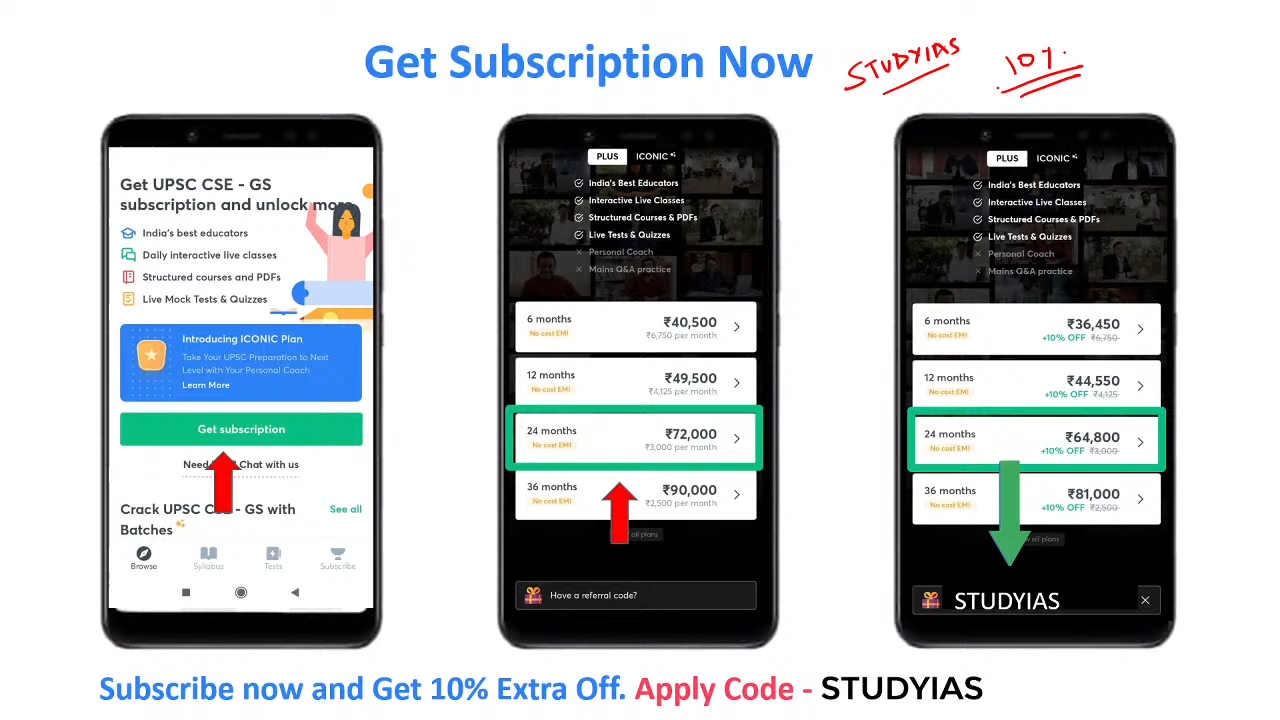 Get Subscription Now
STUDYIAS
10%
Get UPSC CSE - GS
subscription and unlock more
India's best educators
Daily interactive live classes
Structured courses and PDFs
Live Mock Tests & Quizzes
Introducing ICONIC Plan
Take Your UPSC Preparation to Next
Level with Your Personal Coach
Learn More
Get subscription
Chat with us
Crack UPSC CSE - GS with
See all
Batches
Browse
Syllabus
Tests
Subscribe
PLUS ICONIC
India's Best Educators
Interactive Live Classes
Structured Courses & PDFs
Live Tests & Quizzes
Personal Coach
Mains Q&A practice
6 months ₹40,500
No cost EMI ₹6,750 per month
12 months ₹49,500
No cost EMI ₹4,125 per month
24 months ₹72,000
No cost EMI ₹3,000 per month
36 months ₹90,000
No cost EMI ₹2,500 per month
all plans
Have a referral code?
PLUS ICONIC
India's Best Educators
Interactive Live Classes
Structured Courses & PDFs
Live Tests & Quizzes
Personal Coach
Mains Q&A practice
6 months ₹36,450
No cost EMI +10% OFF ₹6,750
12 months ₹44,550
No cost EMI +10% OFF ₹4,125
24 months ₹64,800
No cost EMI +10% OFF ₹3,000
36 months ₹81,000
No cost EMI +10% OFF ₹2,500
all plans
STUDYIAS
Subscribe now and Get 10% Extra Off. Apply Code - STUDYIAS